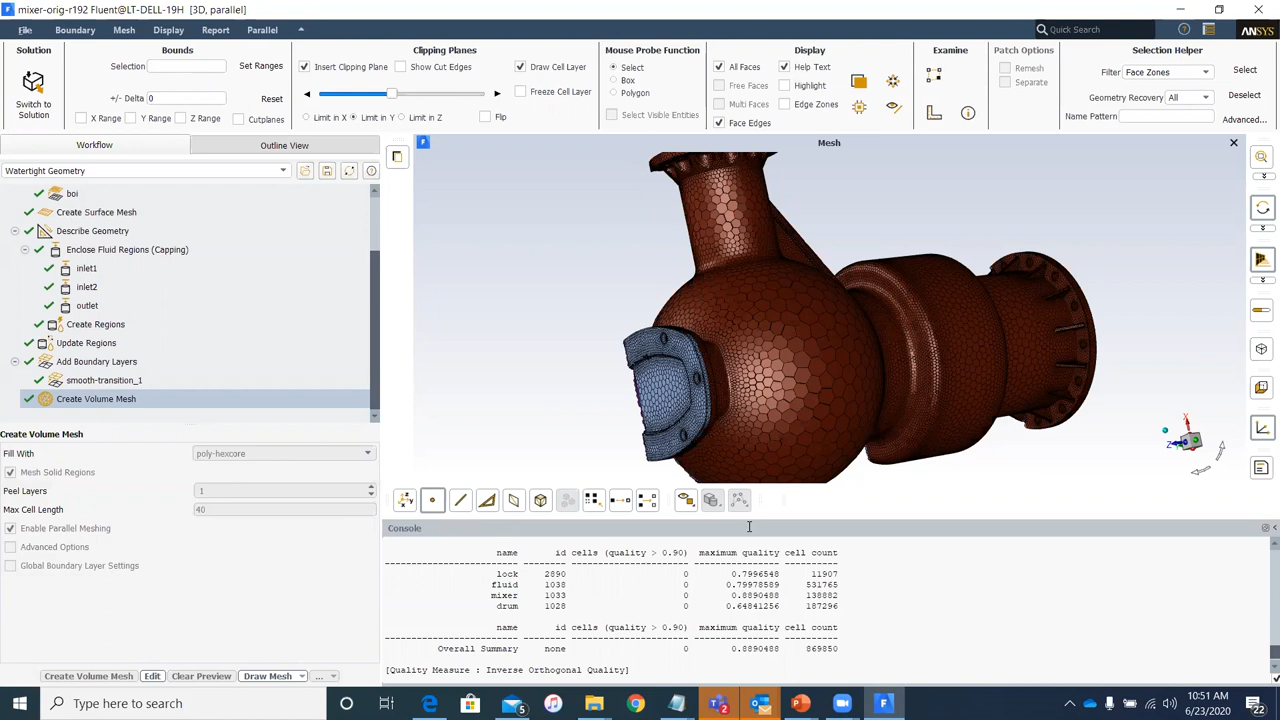 mixer-orig-r192 Fluent@LT-DELL-19H [3D, parallel]
File Boundary Mesh Display Report Parallel
Quick Search
ANSYS
Solution Bounds Clipping Planes Mouse Probe Function Display Examine Patch Options Selection Helper
Switch to
Solution
Selection Set Ranges
+/- Delta 0 Reset
X Range Y Range Z Range Cutplanes
Insert Clipping Plane Show Cut Edges Draw Cell Layer
Freeze Cell Layer
Limit in X Limit in Y Limit in Z Flip
Select
Box
Polygon
Select Visible Entities
All Faces Help Text
Free Faces Highlight
Multi Faces Edge Zones
Face Edges
Remesh
Separate
Filter Face Zones Select
Geometry Recovery All Deselect
Name Pattern Advanced...
Workflow Outline View
Mesh
Watertight Geometry
boi
Create Surface Mesh
Describe Geometry
Enclose Fluid Regions (Capping)
inlet1
inlet2
outlet
Create Regions
Update Regions
Add Boundary Layers
smooth-transition_1
Create Volume Mesh
Create Volume Mesh
Fill With poly-hexcore
Mesh Solid Regions
Peel Layers 1
Max Cell Length 40
Enable Parallel Meshing
Advanced Options
Global Boundary Layer Settings
Create Volume Mesh Edit Clear Preview Draw Mesh ...
X
Z
Console
name id cells (quality > 0.90) maximum quality cell count
lock 2890 0 0.7996548 11907
fluid 1038 0 0.79978589 531765
mixer 1033 0 0.8890488 138882
drum 1028 0 0.64841256 187296
name id cells (quality > 0.90) maximum quality cell count
Overall Summary none 0 0.8890488 869850
[Quality Measure : Inverse Orthogonal Quality]
Type here to search
5
2
10:51 AM
6/23/2020
22